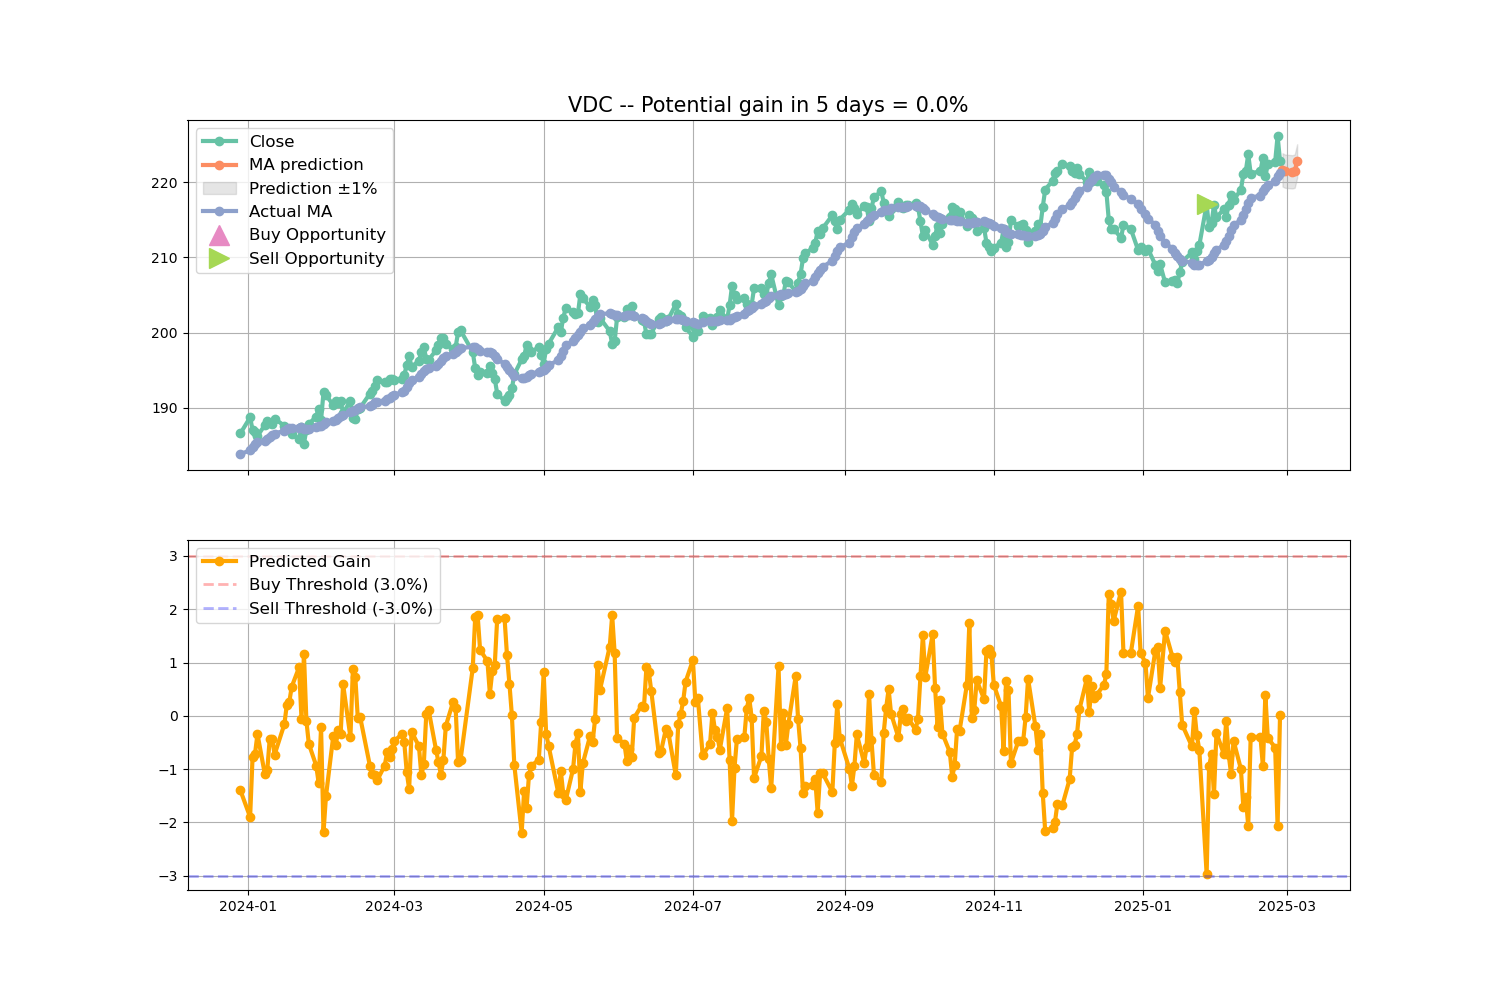 VDC -- Potential gain in 5 days = 0.0%
Close
MA prediction
Prediction ±1%
Actual MA
Buy Opportunity
Sell Opportunity
220
210
200
190
Predicted Gain
Buy Threshold (3.0%)
Sell Threshold (-3.0%)
3
2
1
0
−1
−2
−3
2024-01 2024-03 2024-05 2024-07 2024-09 2024-11 2025-01 2025-03